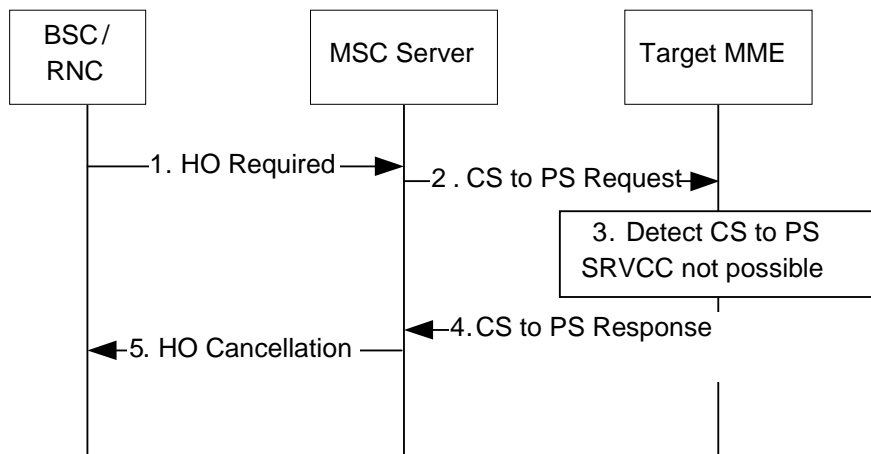 BSC/
RNC
MSC Server
Target MME
1. HO Required
2 . CS to PS Request
3. Detect CS to PS
SRVCC not possible
4. CS to PS Response
5. HO Cancellation